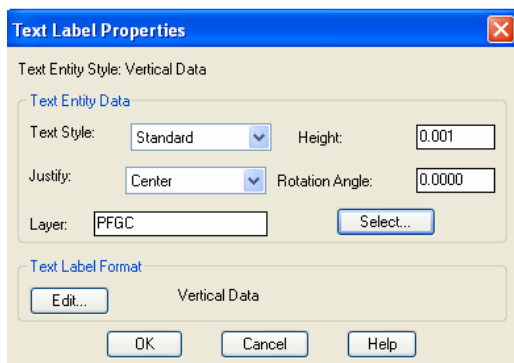 Text Label Properties
Text Entity Style: Vertical Data
Text Entity Data
Text Style: Standard Height: 0.001
Justify: Center Rotation Angle: 0.0000
Layer: PFGC Select...
Text Label Format
Edit... Vertical Data
OK Cancel Help